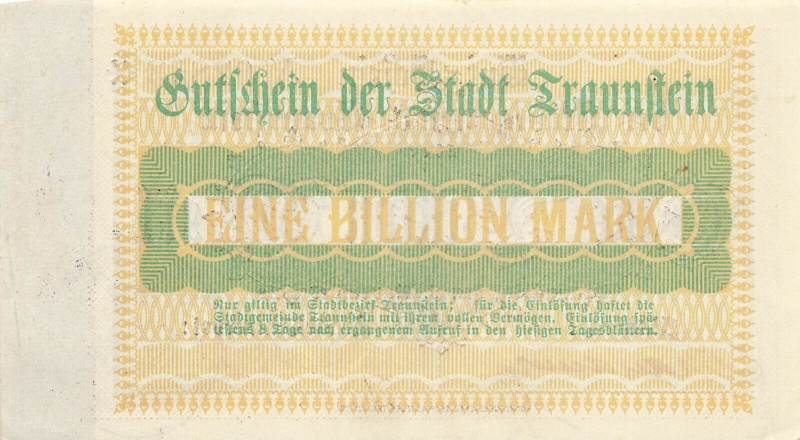 Gutschein der Stadt Traunstein
EINE BILLION MARK
Nur giltig im Stadtbezirk Traunstein; für die Einlösung haftet die
Stadtgemeinde Traunstein mit ihrem vollen Vermögen. Einlösung spä-
testens 8 Tage nach ergangenem Aufruf in den hiesigen Tagesblättern.